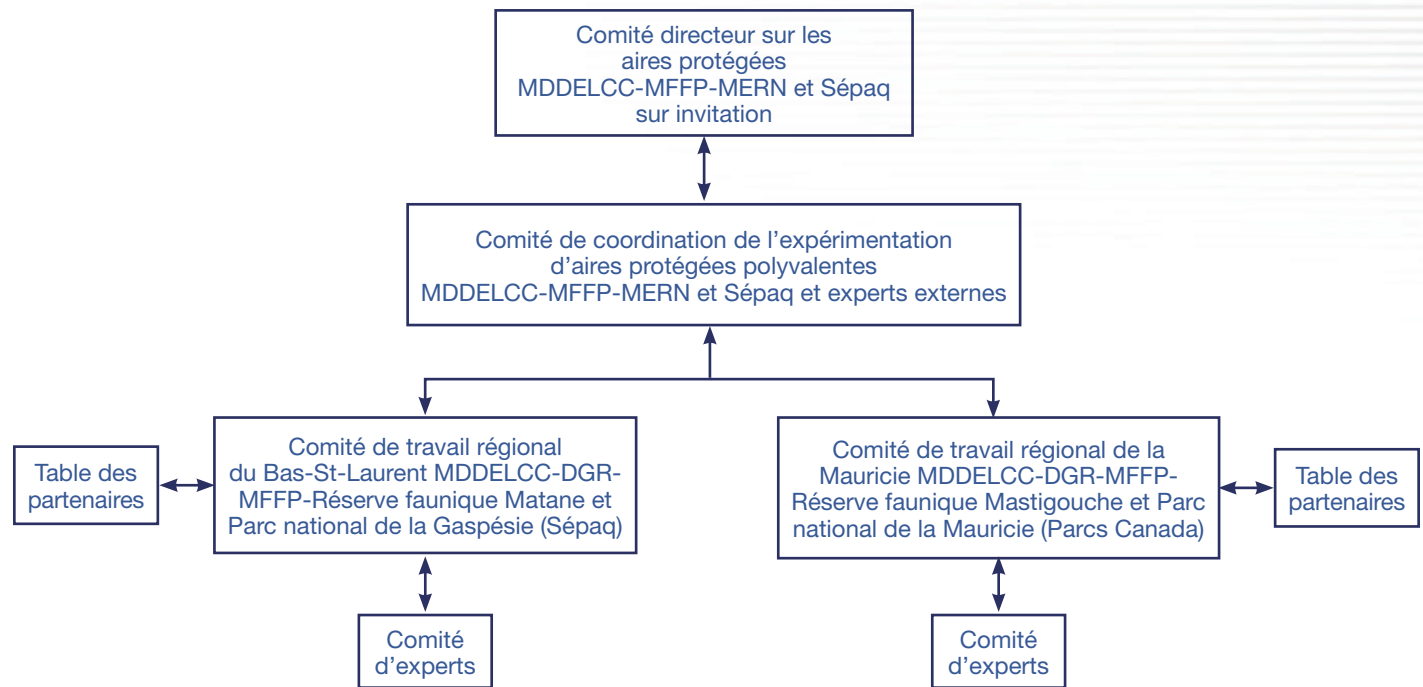 Comité directeur sur les
aires protégées
MDDELCC-MFFP-MERN et Sépaq
sur invitation
Comité de coordination de l’expérimentation
d’aires protégées polyvalentes
MDDELCC-MFFP-MERN et Sépaq et experts externes
Table des
partenaires
Comité de travail régional
du Bas-St-Laurent MDDELCC-DGR-
MFFP-Réserve faunique Matane et
Parc national de la Gaspésie (Sépaq)
Comité de travail régional de la
Mauricie MDDELCC-DGR-MFFP-
Réserve faunique Mastigouche et Parc
national de la Mauricie (Parcs Canada)
Table des
partenaires
Comité
d’experts
Comité
d’experts